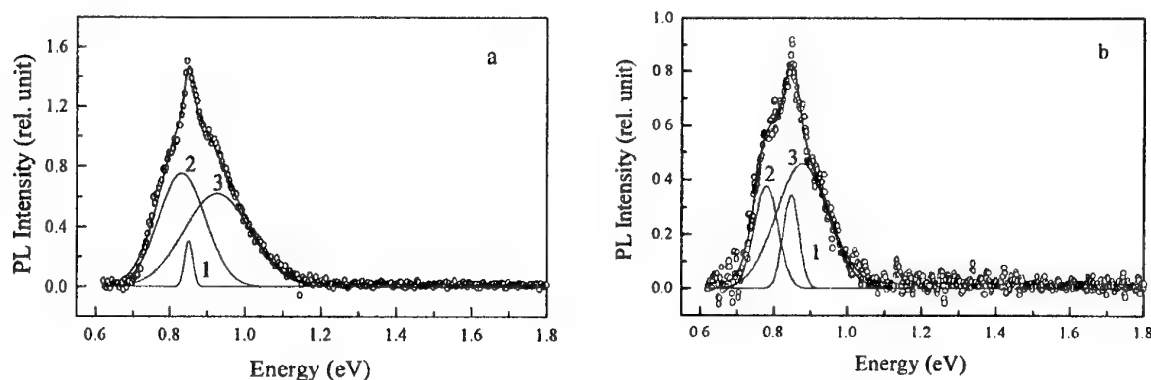 a
PL Intensity (rel. unit)
1.6
1.2
0.8
0.4
0.0
2
3
1
0.6 0.8 1.0 1.2 1.4 1.6 1.8
Energy (eV)
b
PL Intensity (rel. unit)
1.0
0 8
0 6
0.4
0.2
0.0
3
2
1
0 6 0.8 1.0 1.2 1.4 1.6 1.8
Energy (eV)